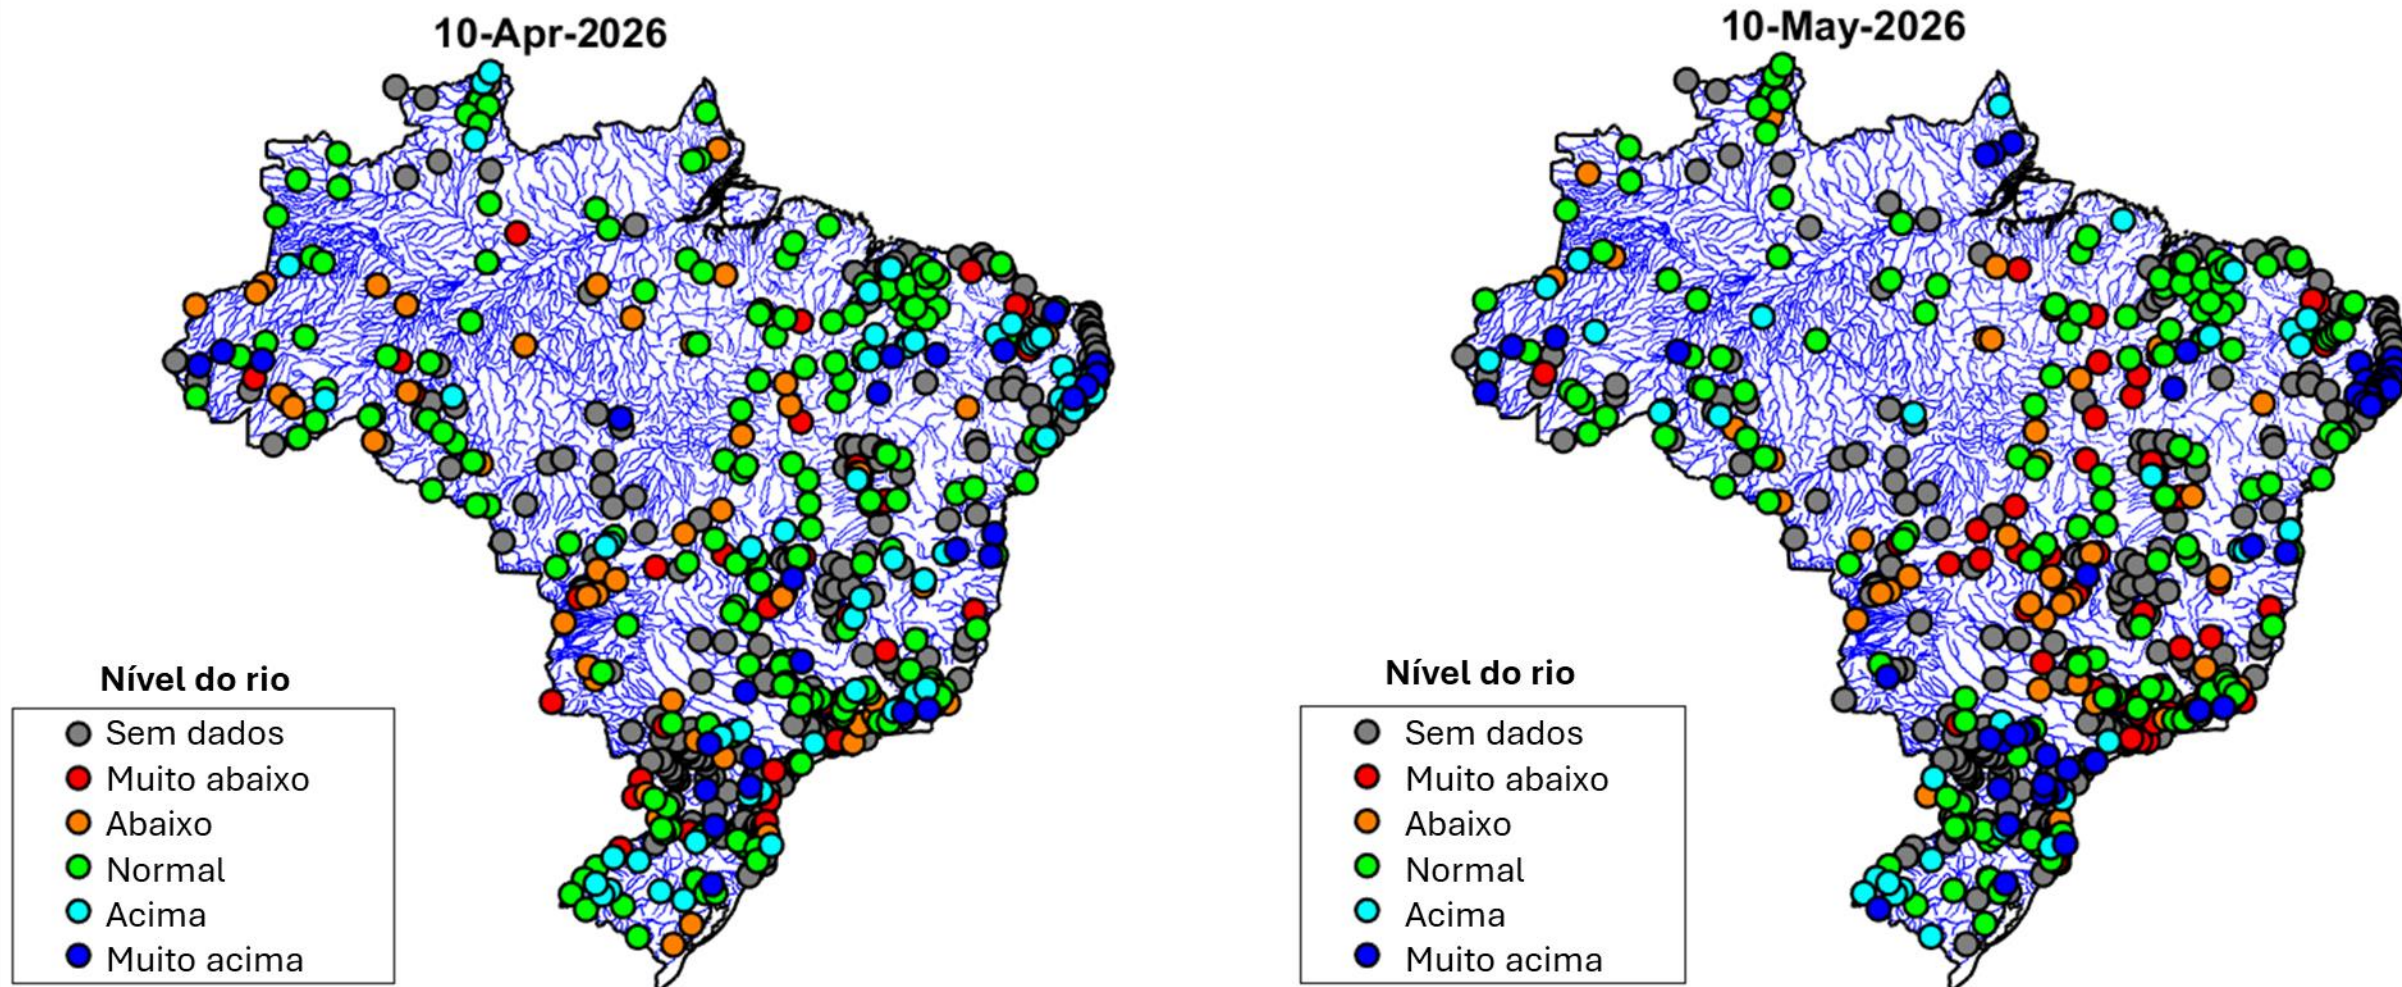 10-Apr-2026
Nível do rio
Sem dados
Muito abaixo
Abaixo
Normal
Acima
Muito acima
10-May-2026
Nível do rio
Sem dados
Muito abaixo
Abaixo
Normal
Acima
Muito acima